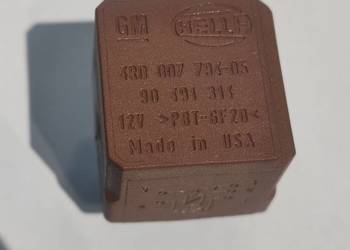 GM HELLA
4RD 007 794-05
90 494 314
12V >PBT-GF20<
Made in USA